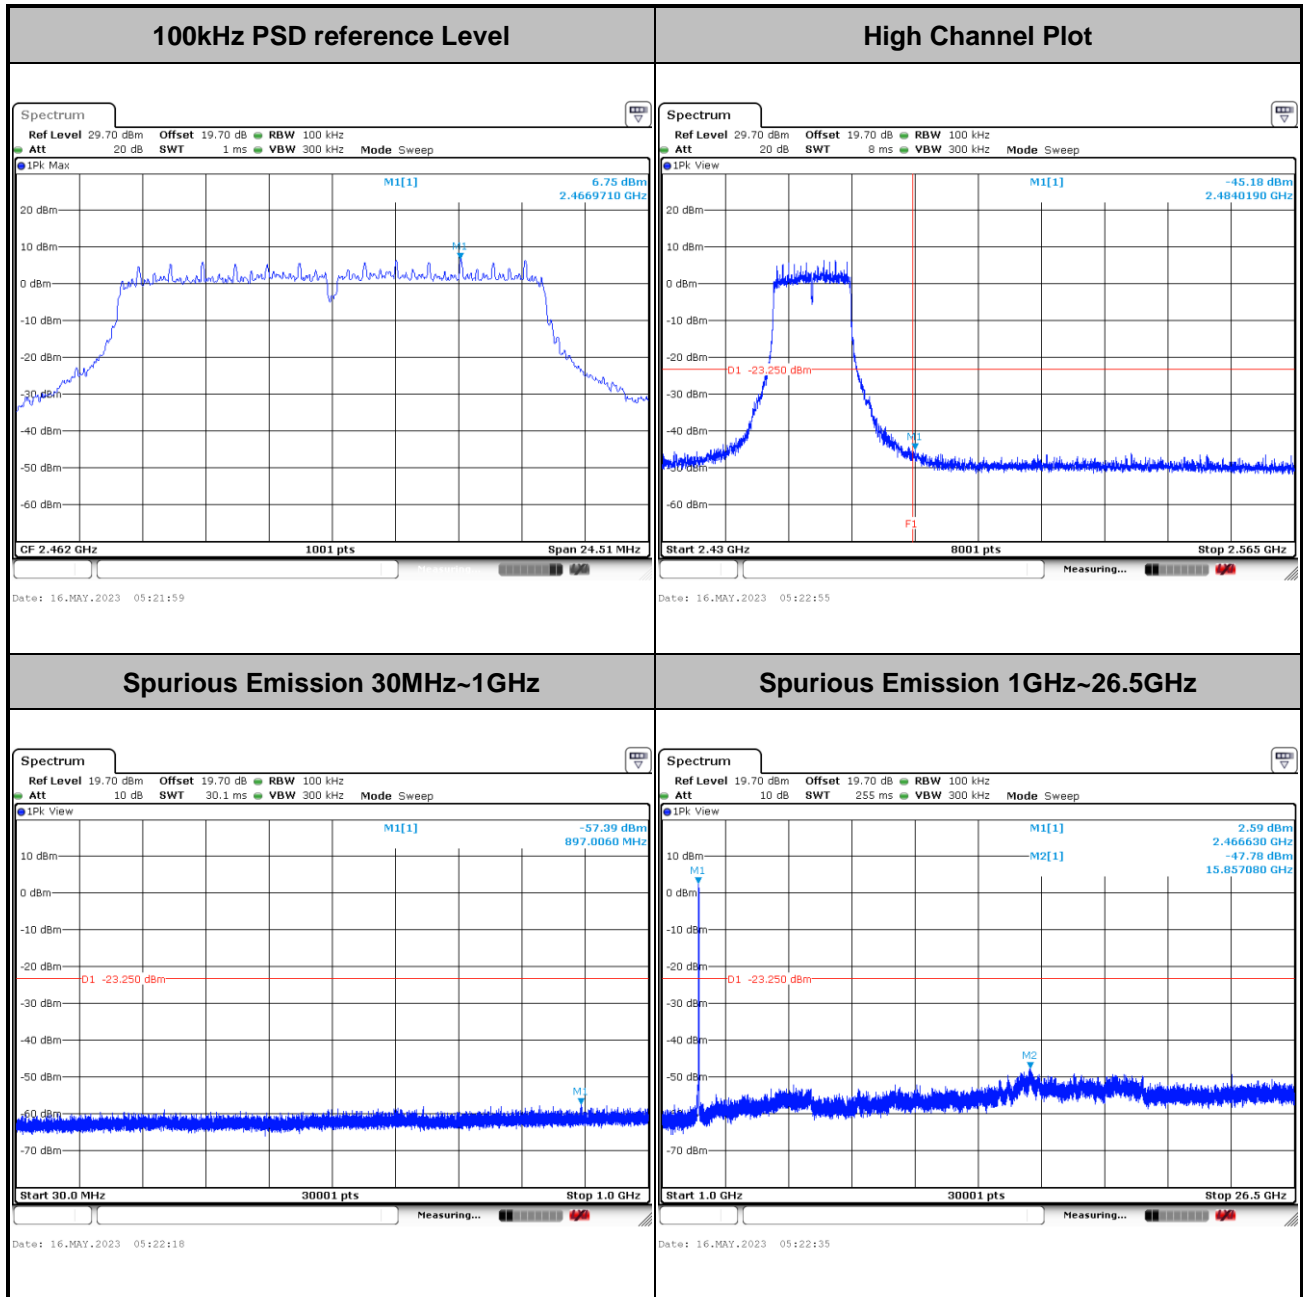 100kHz PSD reference Level
Spectrum
Ref Level 29.70 dBm Offset 19.70 dB RBW 100 kHz
Att 20 dB SWT 1 ms VBW 300 kHz Mode Sweep
1Pk Max
M1[1] 6.75 dBm
2.4669710 GHz
20 dBm
10 dBm
M1
0 dBm
-10 dBm
-20 dBm
-30 dBm
-40 dBm
-50 dBm
-60 dBm
CF 2.462 GHz 1001 pts Span 24.51 MHz
Measuring...
Date: 16.MAY.2023 05:21:59
High Channel Plot
Spectrum
Ref Level 29.70 dBm Offset 19.70 dB RBW 100 kHz
Att 20 dB SWT 8 ms VBW 300 kHz Mode Sweep
1Pk View
M1[1] -45.18 dBm
2.4840190 GHz
20 dBm
10 dBm
0 dBm
-10 dBm
-20 dBm
D1 -23.250 dBm
-30 dBm
-40 dBm
M1
-50 dBm
-60 dBm
F1
Start 2.43 GHz 8001 pts Stop 2.565 GHz
Measuring...
Date: 16.MAY.2023 05:22:55
Spurious Emission 30MHz~1GHz
Spectrum
Ref Level 19.70 dBm Offset 19.70 dB RBW 100 kHz
Att 10 dB SWT 30.1 ms VBW 300 kHz Mode Sweep
1Pk View
M1[1] -57.39 dBm
897.0060 MHz
10 dBm
0 dBm
-10 dBm
-20 dBm
D1 -23.250 dBm
-30 dBm
-40 dBm
-50 dBm
M1
-60 dBm
-70 dBm
Start 30.0 MHz 30001 pts Stop 1.0 GHz
Measuring...
Date: 16.MAY.2023 05:22:18
Spurious Emission 1GHz~26.5GHz
Spectrum
Ref Level 19.70 dBm Offset 19.70 dB RBW 100 kHz
Att 10 dB SWT 255 ms VBW 300 kHz Mode Sweep
1Pk View
M1[1] 2.59 dBm
2.466630 GHz
10 dBm M2[1] -47.78 dBm
M1 15.857080 GHz
0 dBm
-10 dBm
-20 dBm
D1 -23.250 dBm
-30 dBm
-40 dBm
M2
-50 dBm
-60 dBm
-70 dBm
Start 1.0 GHz 30001 pts Stop 26.5 GHz
Measuring...
Date: 16.MAY.2023 05:22:35